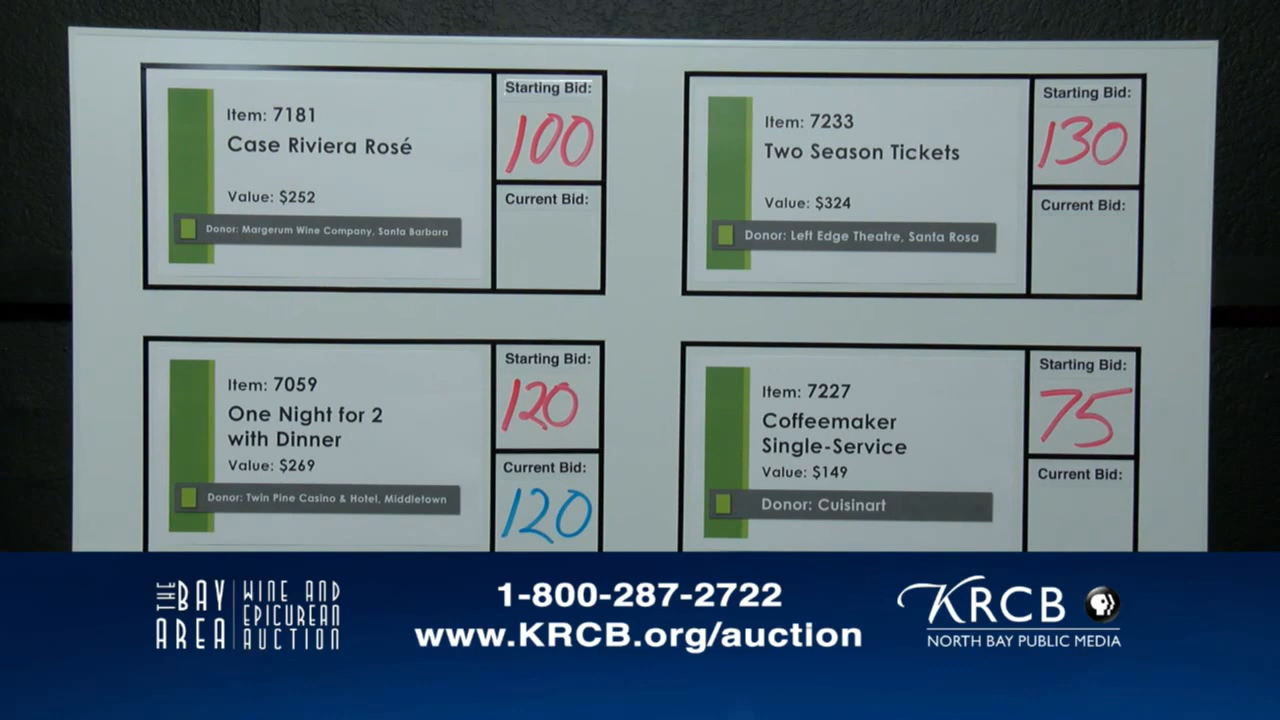 Item: 7181
Case Riviera Rosé
Value: $252
Donor: Margerum Wine Company, Santa Barbara
Starting Bid:
100
Current Bid:
Item: 7233
Two Season Tickets
Value: $324
Donor: Left Edge Theatre, Santa Rosa
Starting Bid:
130
Current Bid:
Item: 7059
One Night for 2
with Dinner
Value: $269
Donor: Twin Pine Casino & Hotel, Middletown
Starting Bid:
120
Current Bid:
120
Item: 7227
Coffeemaker
Single-Service
Value: $149
Donor: Cuisinart
Starting Bid:
75
Current Bid:
THE BAY AREA
WINE AND
EPICUREAN
AUCTION
1-800-287-2722
www.KRCB.org/auction
KRCB
NORTH BAY PUBLIC MEDIA